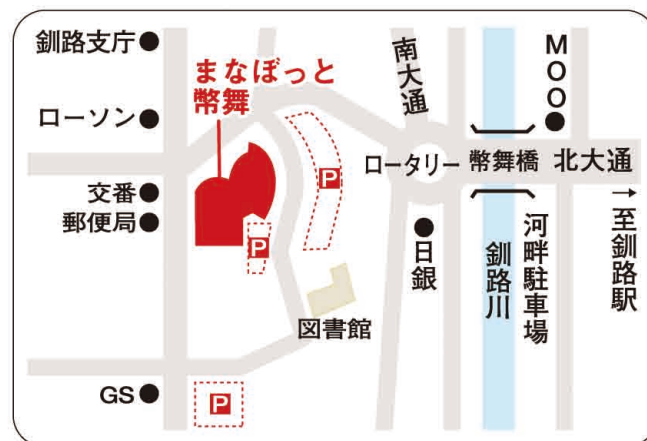 釧路支庁
まなぼっと
幣舞
ローソン
交番
郵便局
GS
P
P
P
図書館
南大通
ロータリー
日銀
幣舞橋
釧路川
MOO
北大通
→至釧路駅
河畔駐車場